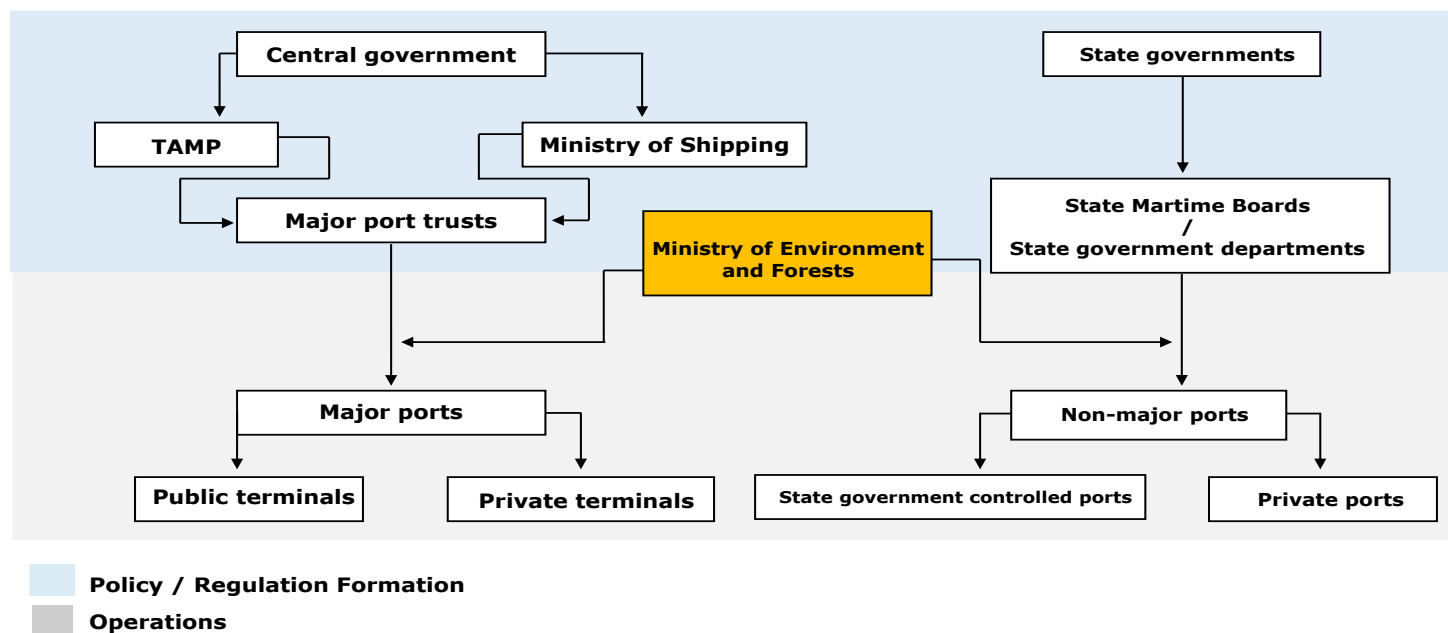 Central government
State governments
TAMP
Ministry of Shipping
Major port trusts
State Martime Boards
/
State government departments
Ministry of Environment
and Forests
Major ports
Non-major ports
Public terminals
Private terminals
State government controlled ports
Private ports
Policy / Regulation Formation
Operations